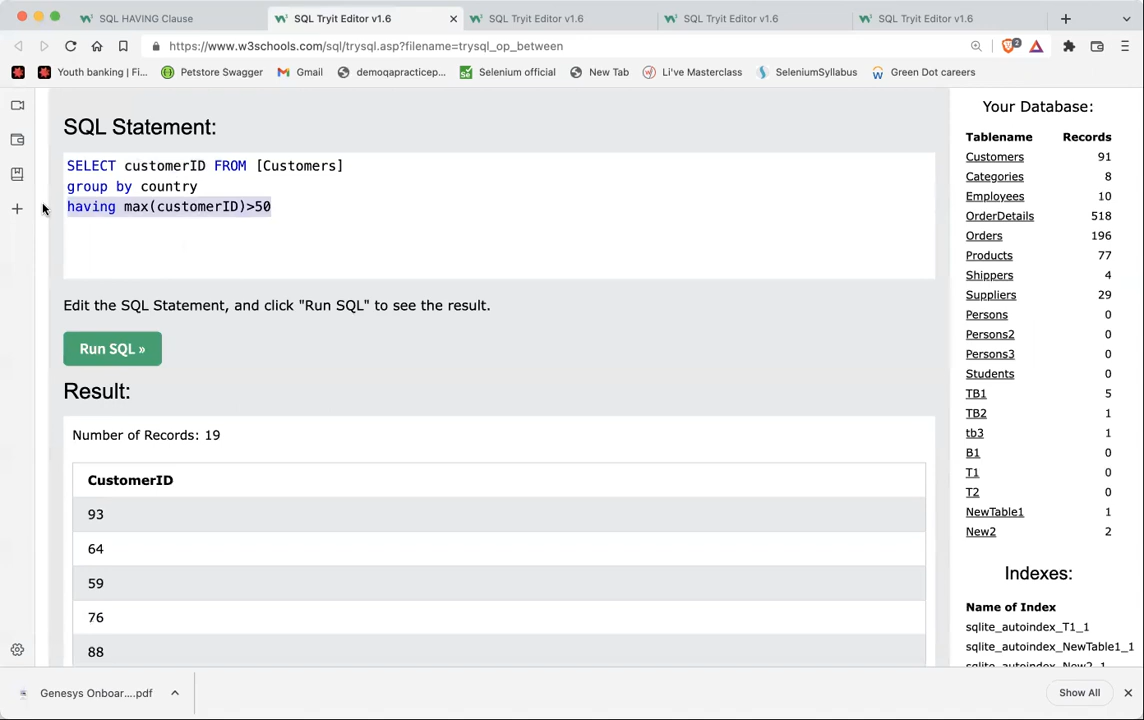 SQL HAVING Clause
SQL Tryit Editor v1.6
SQL Tryit Editor v1.6
SQL Tryit Editor v1.6
SQL Tryit Editor v1.6
https://www.w3schools.com/sql/trysql.asp?filename=trysql_op_between
2
Youth banking | Fi...
Petstore Swagger
Gmail
demoqapracticep...
Selenium official
New Tab
Li've Masterclass
SeleniumSyllabus
Green Dot careers
SQL Statement:
SELECT customerID FROM [Customers]
group by country
having max(customerID)>50
Edit the SQL Statement, and click "Run SQL" to see the result.
Run SQL »
Result:
Number of Records: 19
CustomerID
93
64
59
76
88
Your Database:
Tablename Records
Customers 91
Categories 8
Employees 10
OrderDetails 518
Orders 196
Products 77
Shippers 4
Suppliers 29
Persons 0
Persons2 0
Persons3 0
Students 0
TB1 5
TB2 1
tb3 1
B1 0
T1 0
T2 0
NewTable1 1
New2 2
Indexes:
Name of Index
sqlite_autoindex_T1_1
sqlite_autoindex_NewTable1_1
sqlite_autoindex_New2_1
Genesys Onboar....pdf
Show All